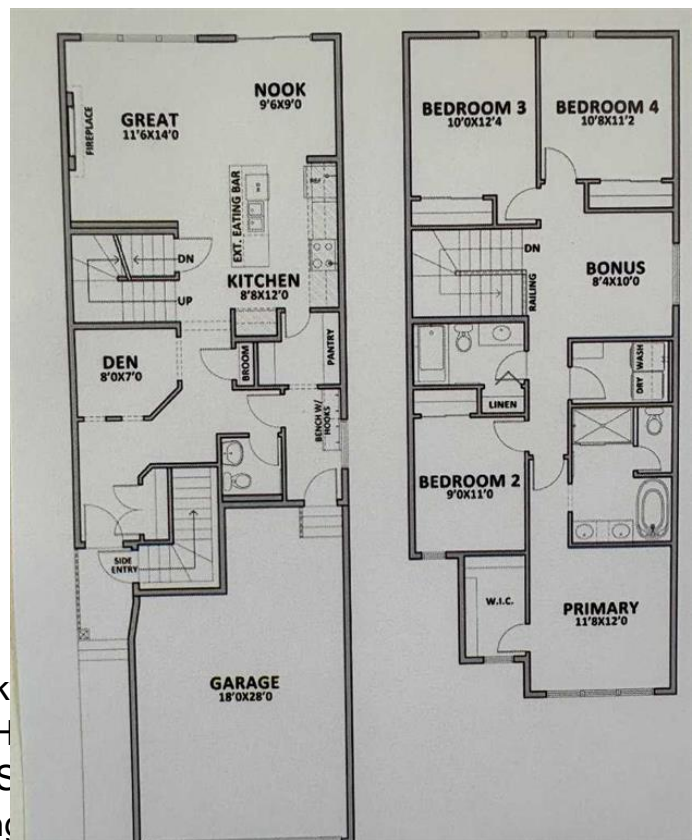 GREAT
11'6X14'0
NOOK
9'6X9'0
FIREPLACE
EXT. EATING BAR
REF
DN
UP
KITCHEN
8'8X12'0
DEN
8'0X7'0
BROOM
PANTRY
BENCH W/
HOOKS
SIDE
ENTRY
GARAGE
18'0X28'0
BEDROOM 3
10'0X12'4
BEDROOM 4
10'8X11'2
DN
RAILING
BONUS
8'4X10'0
LINEN
DRY
WASH
BEDROOM 2
9'0X11'0
W.I.C.
PRIMARY
11'8X12'0